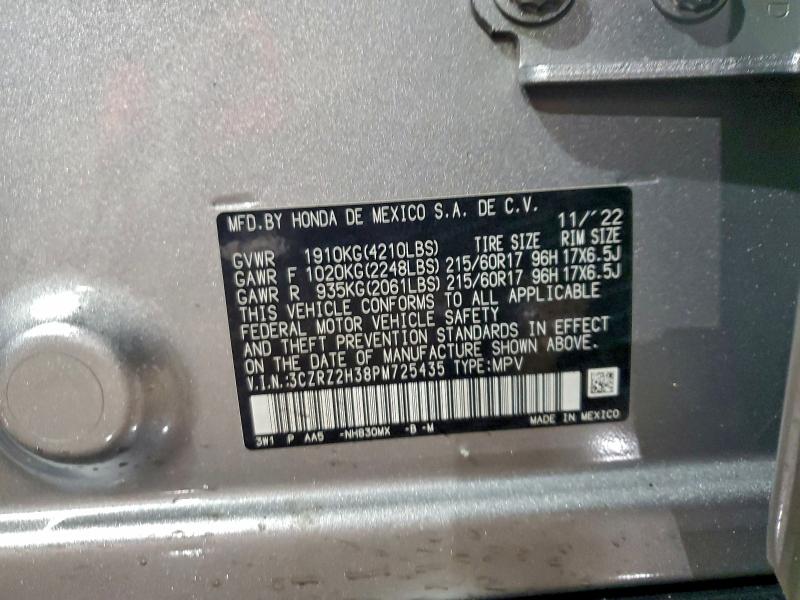 MFD.BY HONDA DE MEXICO S.A. DE C.V. 11/'22
TIRE SIZE RIM SIZE
GVWR 1910KG(4210LBS)
GAWR F 1020KG(2248LBS) 215/60R17 96H 17X6.5J
GAWR R 935KG(2061LBS) 215/60R17 96H 17X6.5J
THIS VEHICLE CONFORMS TO ALL APPLICABLE
FEDERAL MOTOR VEHICLE SAFETY
AND THEFT PREVENTION STANDARDS IN EFFECT
ON THE DATE OF MANUFACTURE SHOWN ABOVE.
V.I.N.:3CZRZ2H38PM725435 TYPE:MPV
3W1 P AA5 -NH830MX -B -M MADE IN MEXICO